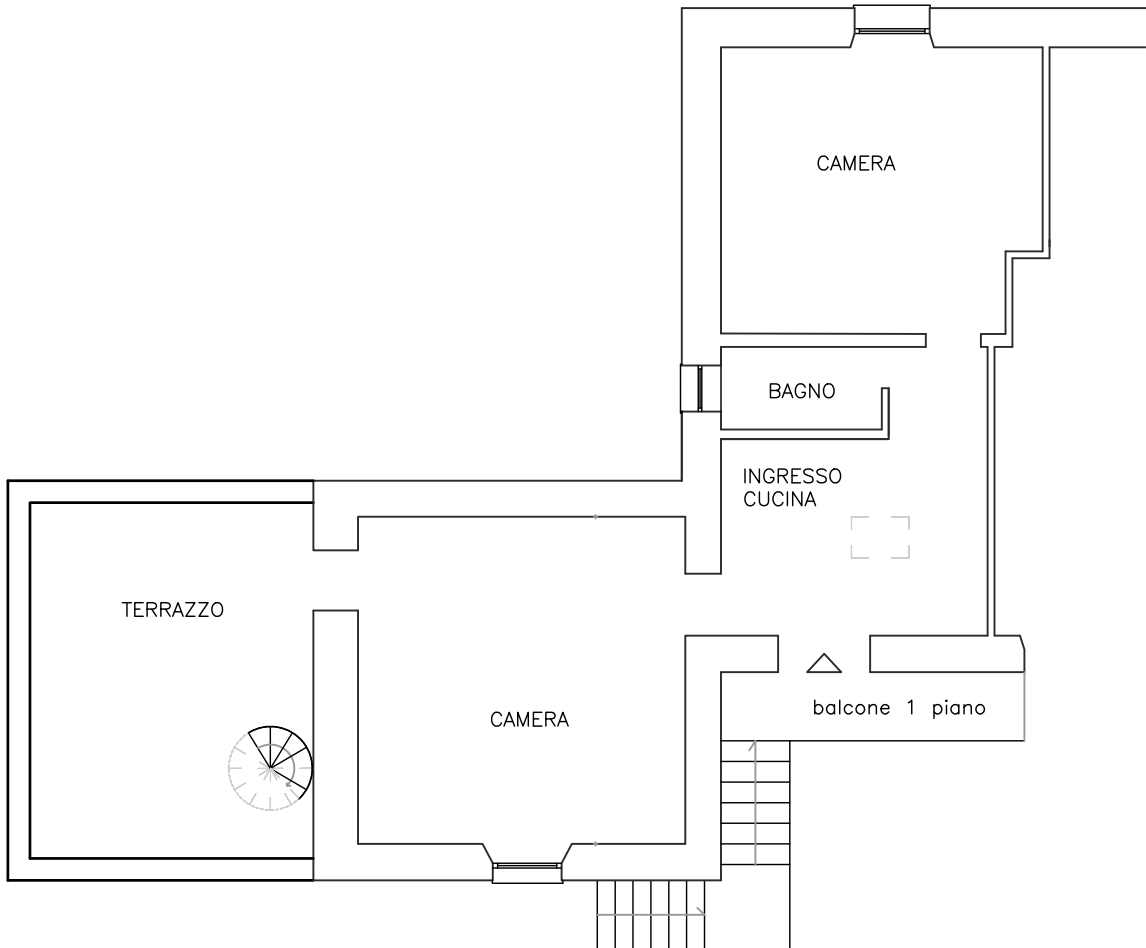 CAMERA
BAGNO
INGRESSO
CUCINA
TERRAZZO
CAMERA
balcone 1 piano